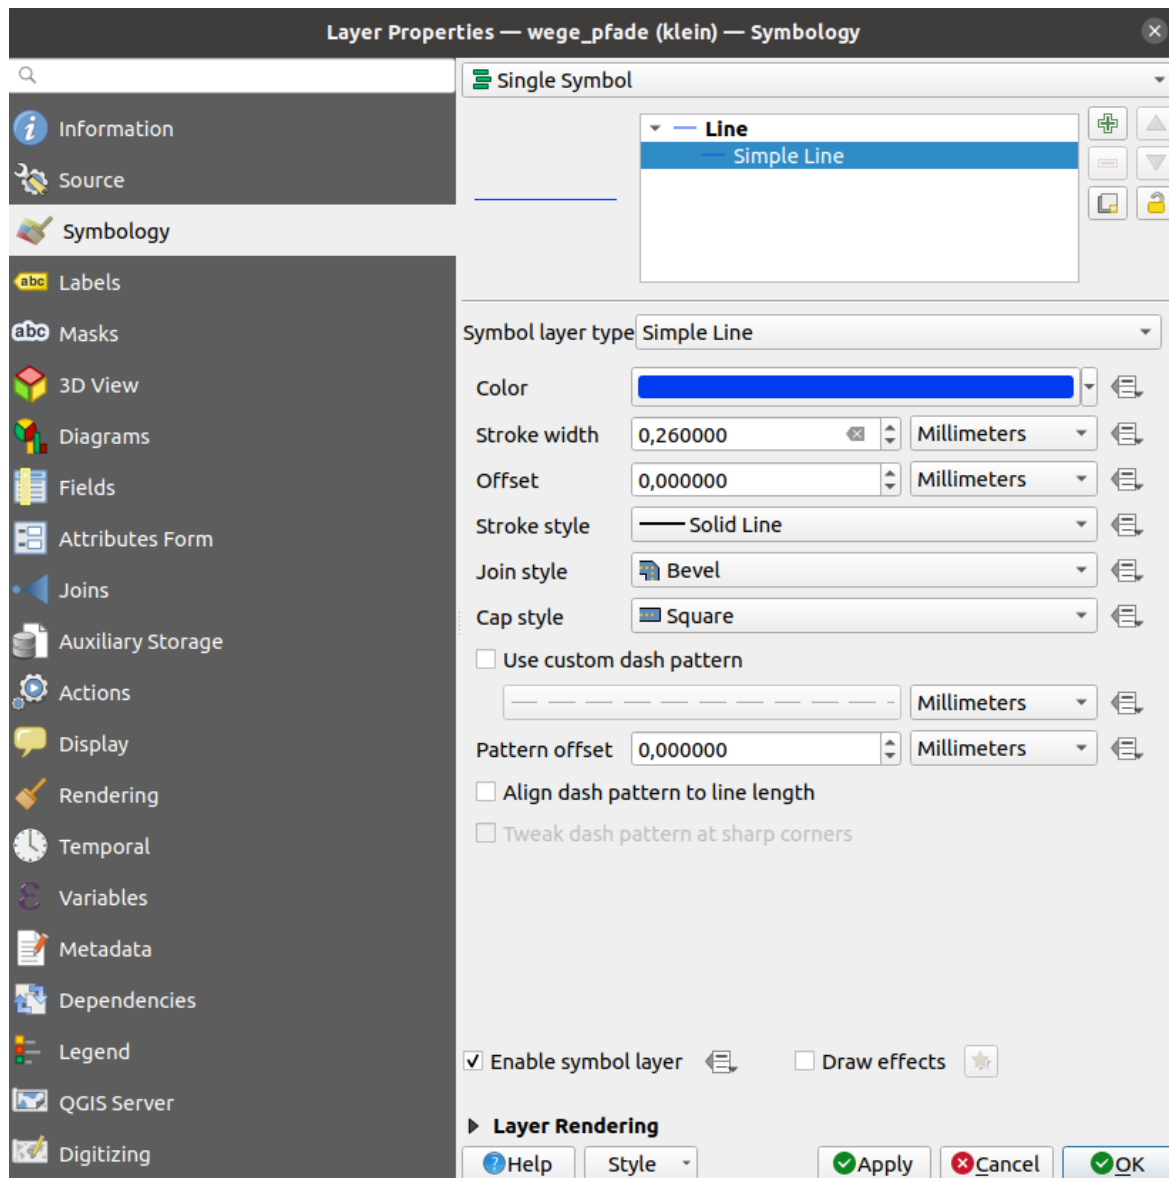 Layer Properties — wege_pfade (klein) — Symbology
Information
Source
Symbology
abc Labels
abc Masks
3D View
Diagrams
Fields
Attributes Form
Joins
Auxiliary Storage
Actions
Display
Rendering
Temporal
Variables
Metadata
Dependencies
Legend
QGIS Server
Digitizing
Single Symbol
Line
Simple Line
Symbol layer type Simple Line
Color
Stroke width 0,260000 Millimeters
Offset 0,000000 Millimeters
Stroke style Solid Line
Join style Bevel
Cap style Square
Use custom dash pattern
Millimeters
Pattern offset 0,000000 Millimeters
Align dash pattern to line length
Tweak dash pattern at sharp corners
Enable symbol layer Draw effects
Layer Rendering
Help Style Apply Cancel OK